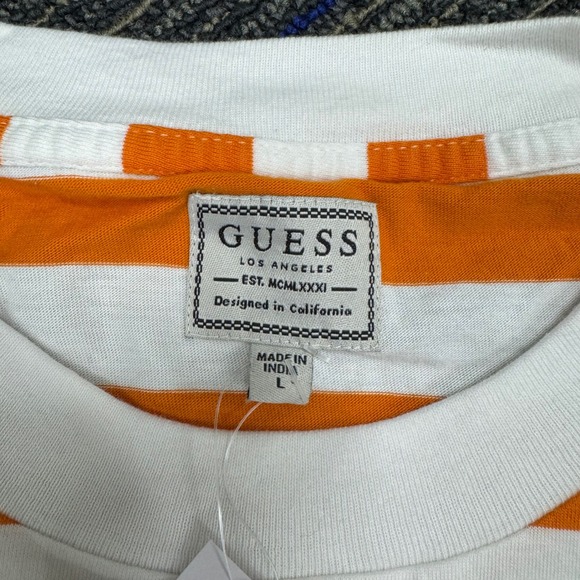 GUESS
LOS ANGELES
EST. MCMLXXXI
Designed in California
MADE IN
INDIA
L